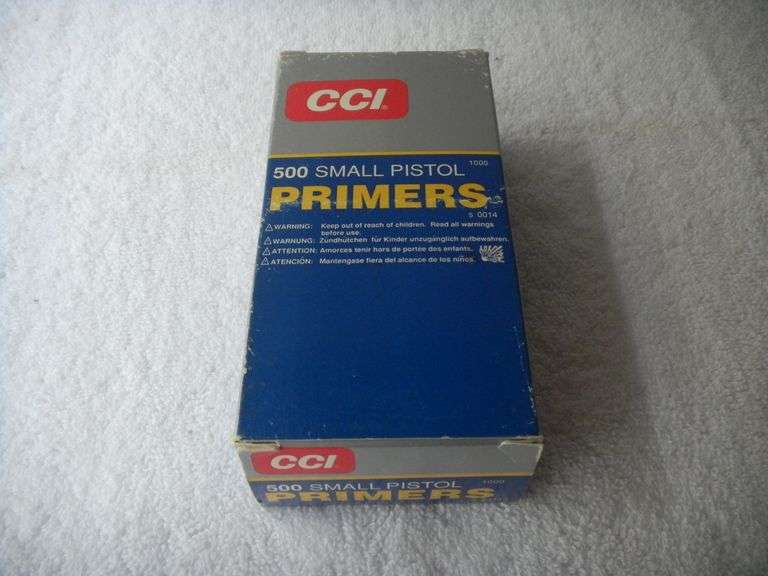 CCI®
500 SMALL PISTOL 1000
PRIMERS
S 0014
⚠WARNING: Keep out of reach of children. Read all warnings
before use.
⚠WARNUNG: Zündhütchen für Kinder unzugänglich aufbewahren.
⚠ATTENTION: Amorces tenir hors de portée des enfants.
⚠ATENCIÓN: Mantengase fiera del alcance de los niños.
CCI
500 SMALL PISTOL 1000
PRIMERS